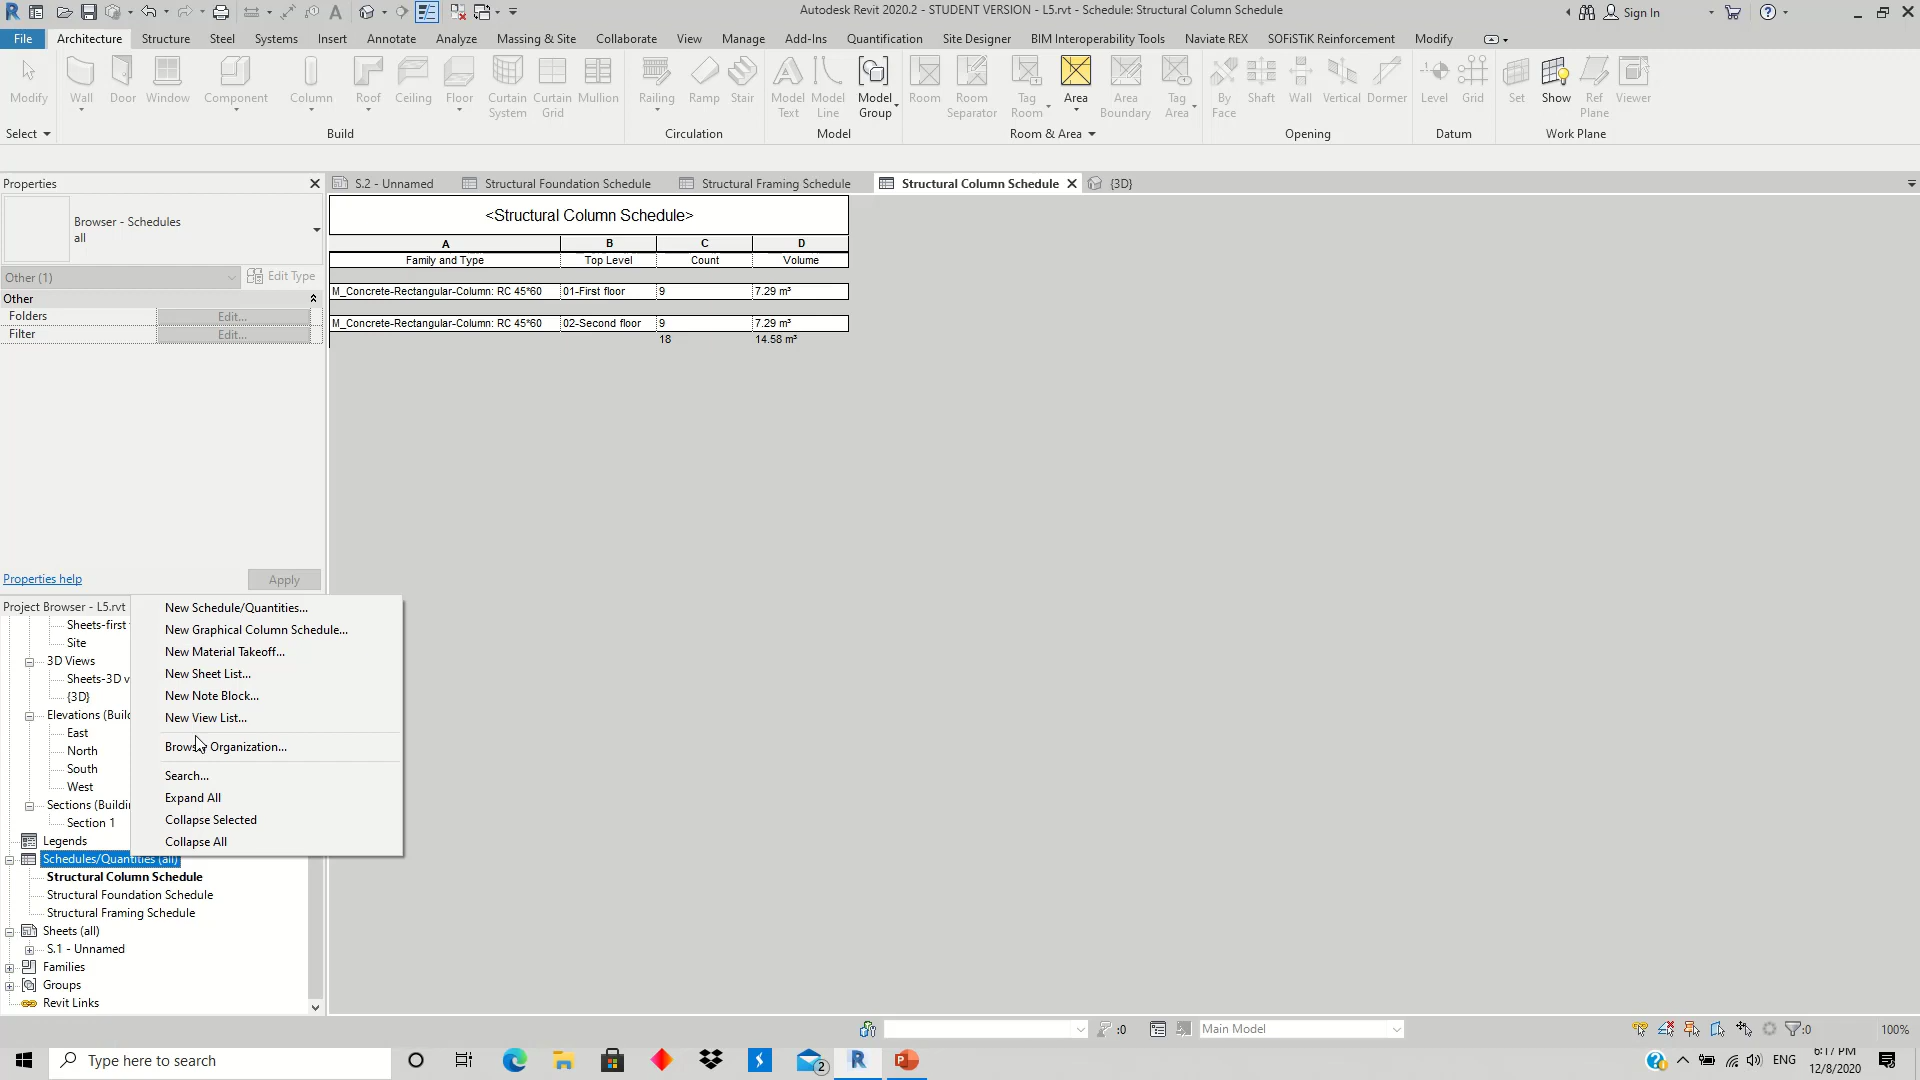 Autodesk Revit 2020.2 - STUDENT VERSION - L5.rvt - Schedule: Structural Column Schedule
Sign In
File Architecture Structure Steel Systems Insert Annotate Analyze Massing & Site Collaborate View Manage Add-Ins Quantification Site Designer BIM Interoperability Tools Naviate REX SOFiSTiK Reinforcement Modify
Modify Wall Door Window Component Column Roof Ceiling Floor Curtain System Curtain Grid Mullion Railing Ramp Stair Model Text Model Line Model Group Room Room Separator Tag Room Area Area Boundary Tag Area By Face Shaft Wall Vertical Dormer Level Grid Set Show Ref Plane Viewer
Select Build Circulation Model Room & Area Opening Datum Work Plane
Properties
S.2 - Unnamed Structural Foundation Schedule Structural Framing Schedule Structural Column Schedule {3D}
Browser - Schedules
all
Other (1) Edit Type
Other
Folders Edit...
Filter Edit...
<Structural Column Schedule>
A B C D
Family and Type Top Level Count Volume
M_Concrete-Rectangular-Column: RC 45*60 01-First floor 9 7.29 m³
M_Concrete-Rectangular-Column: RC 45*60 02-Second floor 9 7.29 m³
18 14.58 m³
Properties help Apply
Project Browser - L5.rvt
Sheets-first
Site
3D Views
Sheets-3D v
{3D}
Elevations (Build
East
North
South
West
Sections (Buildin
Section 1
Legends
Schedules/Quantities (all)
Structural Column Schedule
Structural Foundation Schedule
Structural Framing Schedule
Sheets (all)
S.1 - Unnamed
Families
Groups
Revit Links
New Schedule/Quantities...
New Graphical Column Schedule...
New Material Takeoff...
New Sheet List...
New Note Block...
New View List...
Browser Organization...
Search...
Expand All
Collapse Selected
Collapse All
:0 Main Model :0 100%
Type here to search
2
ENG
6:17 PM
12/8/2020